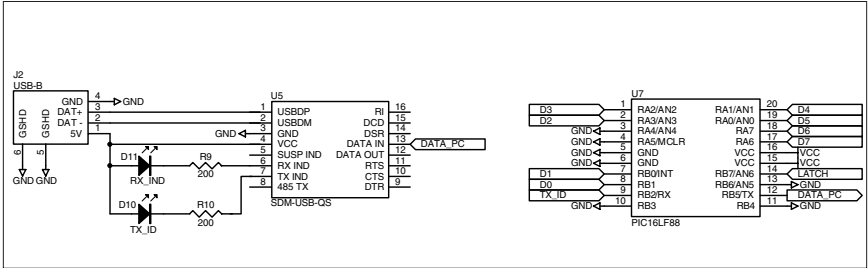 J2
USB-B
GSHD
GSHD
GND 4 GND
DAT+ 3
DAT - 2
5V 1
6
5
GND GND
D11
RX_IND
R9
200
D10
TX_ID
R10
200
U5
1 USBDP RI 16
2 USBDM DCD 15
GND 3 GND DSR 14
4 VCC DATA IN 13 DATA_PC
5 SUSP IND DATA OUT 12
6 RX IND RTS 11
7 TX IND CTS 10
8 485 TX DTR 9
SDM-USB-QS
U7
D3 1 RA2/AN2 RA1/AN1 20 D4
D2 2 RA3/AN3 RA0/AN0 19 D5
GND 3 RA4/AN4 RA7 18 D6
GND 4 RA5/MCLR RA6 17 D7
GND 5 GND VCC 16 VCC
GND 6 GND VCC 15 VCC
D1 7 RB0/INT RB7/AN6 14 LATCH
D0 8 RB1 RB6/AN5 13 GND
TX_ID 9 RB2/RX RB5/TX 12 DATA_PC
GND 10 RB3 RB4 11 GND
PIC16LF88